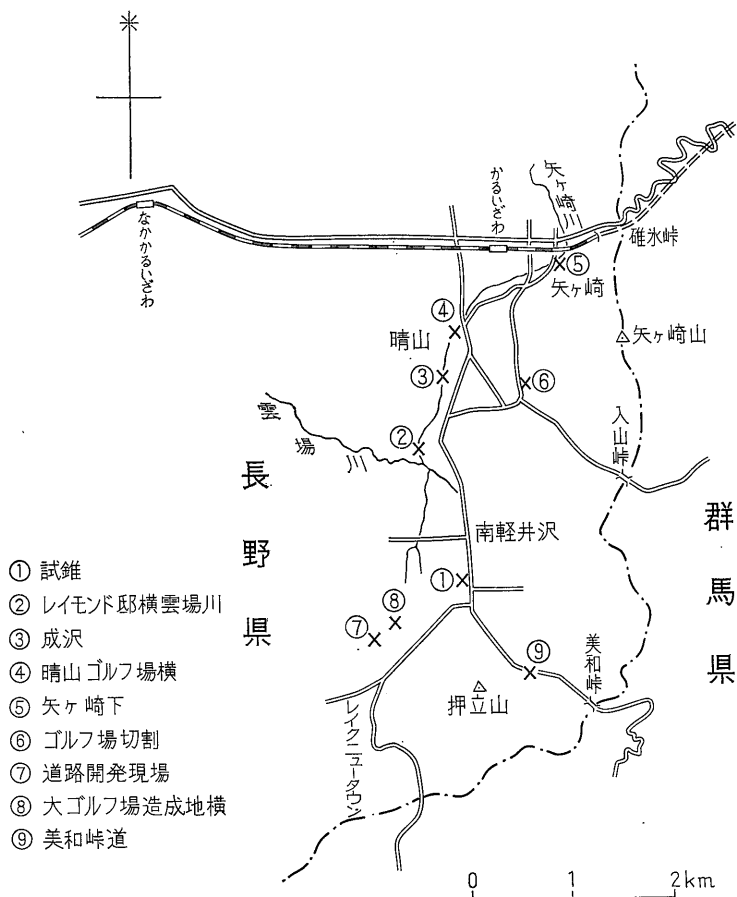 かるいざわ
矢ヶ崎川
なかかるいざわ
碓氷峠
⑤
矢ヶ崎
④
晴山
矢ヶ崎山
③
⑥
雲場川
②
入山峠
長野県
群馬県
南軽井沢
①
⑧
⑦
⑨
美和峠
押立山
レイクニュータウン
① 試錐
② レイモンド邸横雲場川
③ 成沢
④ 晴山ゴルフ場横
⑤ 矢ヶ崎下
⑥ ゴルフ場切割
⑦ 道路開発現場
⑧ 大ゴルフ場造成地横
⑨ 美和峠道
0 1 2km